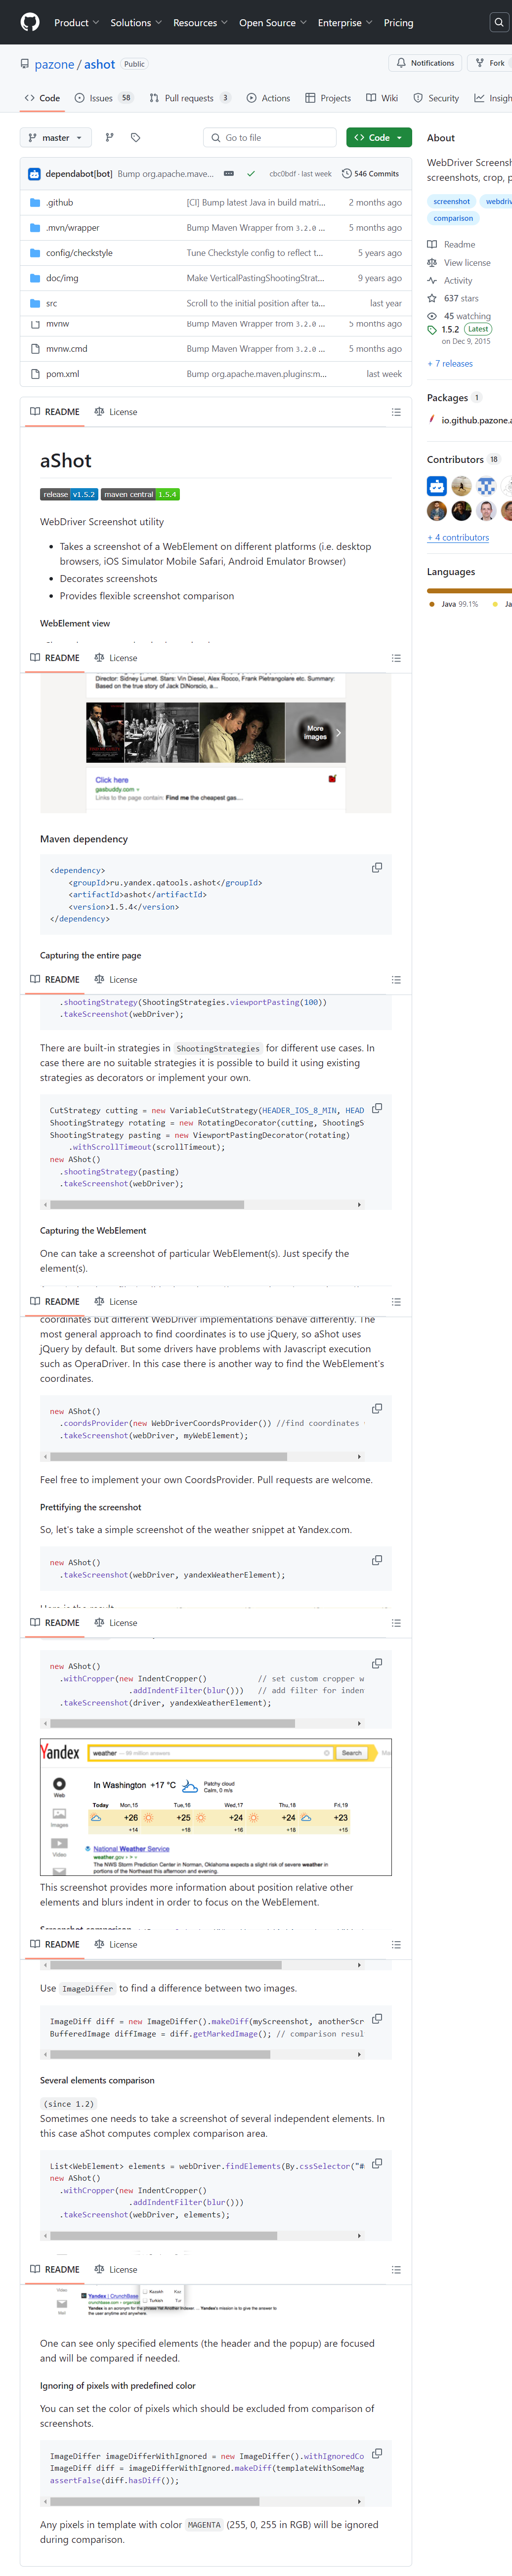 Product
Solutions
Resources
Open Source
Enterprise
Pricing
pazone / ashot
Public
Notifications
Fork
Code
Issues 58
Pull requests 3
Actions
Projects
Wiki
Security
master
Go to file
Code
dependabot[bot] Bump org.apache.mave...
cbc0bdf · last week
546 Commits
.github
[CI] Bump latest Java in build matri...
2 months ago
.mvn/wrapper
Bump Maven Wrapper from 3.2.0 ...
5 months ago
config/checkstyle
Tune Checkstyle config to reflect t...
5 years ago
doc/img
Make VerticalPastingShootingStrat...
9 years ago
src
Scroll to the initial position after ta...
last year
mvnw
Bump Maven Wrapper from 3.2.0 ...
5 months ago
mvnw.cmd
Bump Maven Wrapper from 3.2.0 ...
5 months ago
pom.xml
Bump org.apache.maven.plugins:m...
last week
README
License
aShot
release v1.5.2 maven central 1.5.4
WebDriver Screenshot utility
• Takes a screenshot of a WebElement on different platforms (i.e. desktop
browsers, iOS Simulator Mobile Safari, Android Emulator Browser)
• Decorates screenshots
• Provides flexible screenshot comparison
WebElement view
README
License
Director: Sidney Lumet. Stars: Vin Diesel, Alex Rocco, Frank Pietrangolare etc. Summary:
Based on the true story of Jack DiNorscio, a...
More
images
Click here
gasbuddy.com
Links to the page contain: Find me the cheapest gas....
Maven dependency
<dependency>
<groupId>ru.yandex.qatools.ashot</groupId>
<artifactId>ashot</artifactId>
<version>1.5.4</version>
</dependency>
Capturing the entire page
README
License
.shootingStrategy(ShootingStrategies.viewportPasting(100))
.takeScreenshot(webDriver);
There are built-in strategies in ShootingStrategies for different use cases. In
case there are no suitable strategies it is possible to build it using existing
strategies as decorators or implement your own.
CutStrategy cutting = new VariableCutStrategy(HEADER_IOS_8_MIN, HEAD
ShootingStrategy rotating = new RotatingDecorator(cutting, ShootingS
ShootingStrategy pasting = new ViewportPastingDecorator(rotating)
.withScrollTimeout(scrollTimeout);
new AShot()
.shootingStrategy(pasting)
.takeScreenshot(webDriver);
Capturing the WebElement
One can take a screenshot of particular WebElement(s). Just specify the
element(s).
README
License
coordinates but different WebDriver implementations behave differently. The
most general approach to find coordinates is to use jQuery, so aShot uses
jQuery by default. But some drivers have problems with Javascript execution
such as OperaDriver. In this case there is another way to find the WebElement's
coordinates.
new AShot()
.coordsProvider(new WebDriverCoordsProvider()) //find coordinates
.takeScreenshot(webDriver, myWebElement);
Feel free to implement your own CoordsProvider. Pull requests are welcome.
Prettifying the screenshot
So, let's take a simple screenshot of the weather snippet at Yandex.com.
new AShot()
.takeScreenshot(webDriver, yandexWeatherElement);
README
License
new AShot()
.withCropper(new IndentCropper() // set custom cropper w
.addIndentFilter(blur())) // add filter for inden
.takeScreenshot(driver, yandexWeatherElement);
Yandex
weather — 99 million answers
Search
Web
Images
Video
Mail
In Washington +17 °C
Patchy cloud
Calm, 0 m/s
Today Mon,15 Tue,16 Wed,17 Thu,18 Fri,19
+26 +25 +24 +24 +23
+14 +18 +16 +18 +15
National Weather Service
weather.gov
The NWS Storm Prediction Center in Norman, Oklahoma expects a slight risk of severe weather in
portions of the Northeast this afternoon and evening.
This screenshot provides more information about position relative other
elements and blurs indent in order to focus on the WebElement.
README
License
Use ImageDiffer to find a difference between two images.
ImageDiff diff = new ImageDiffer().makeDiff(myScreenshot, anotherScr
BufferedImage diffImage = diff.getMarkedImage(); // comparison resul
Several elements comparison
(since 1.2)
Sometimes one needs to take a screenshot of several independent elements. In
this case aShot computes complex comparison area.
List<WebElement> elements = webDriver.findElements(By.cssSelector("#
new AShot()
.withCropper(new IndentCropper()
.addIndentFilter(blur()))
.takeScreenshot(webDriver, elements);
README
License
Video
Mail
Yandex | CrunchBase
Yandex is an acronym for the phrase Yet Another Indexer. ... Yandex's mission is to give the answer to
the user anytime and anywhere.
Kazakh Kaz
Turkish Tur
One can see only specified elements (the header and the popup) are focused
and will be compared if needed.
Ignoring of pixels with predefined color
You can set the color of pixels which should be excluded from comparison of
screenshots.
ImageDiffer imageDifferWithIgnored = new ImageDiffer().withIgnoredCo
ImageDiff diff = imageDifferWithIgnored.makeDiff(templateWithSomeMag
assertFalse(diff.hasDiff());
Any pixels in template with color MAGENTA (255, 0, 255 in RGB) will be ignored
during comparison.
About
WebDriver Screensh
screenshots, crop, p
screenshot
webdriv
comparison
Readme
View license
Activity
637 stars
45 watching
1.5.2 Latest
on Dec 9, 2015
+ 7 releases
Packages 1
io.github.pazone.a
Contributors 18
+ 4 contributors
Languages
Java 99.1%
Ja